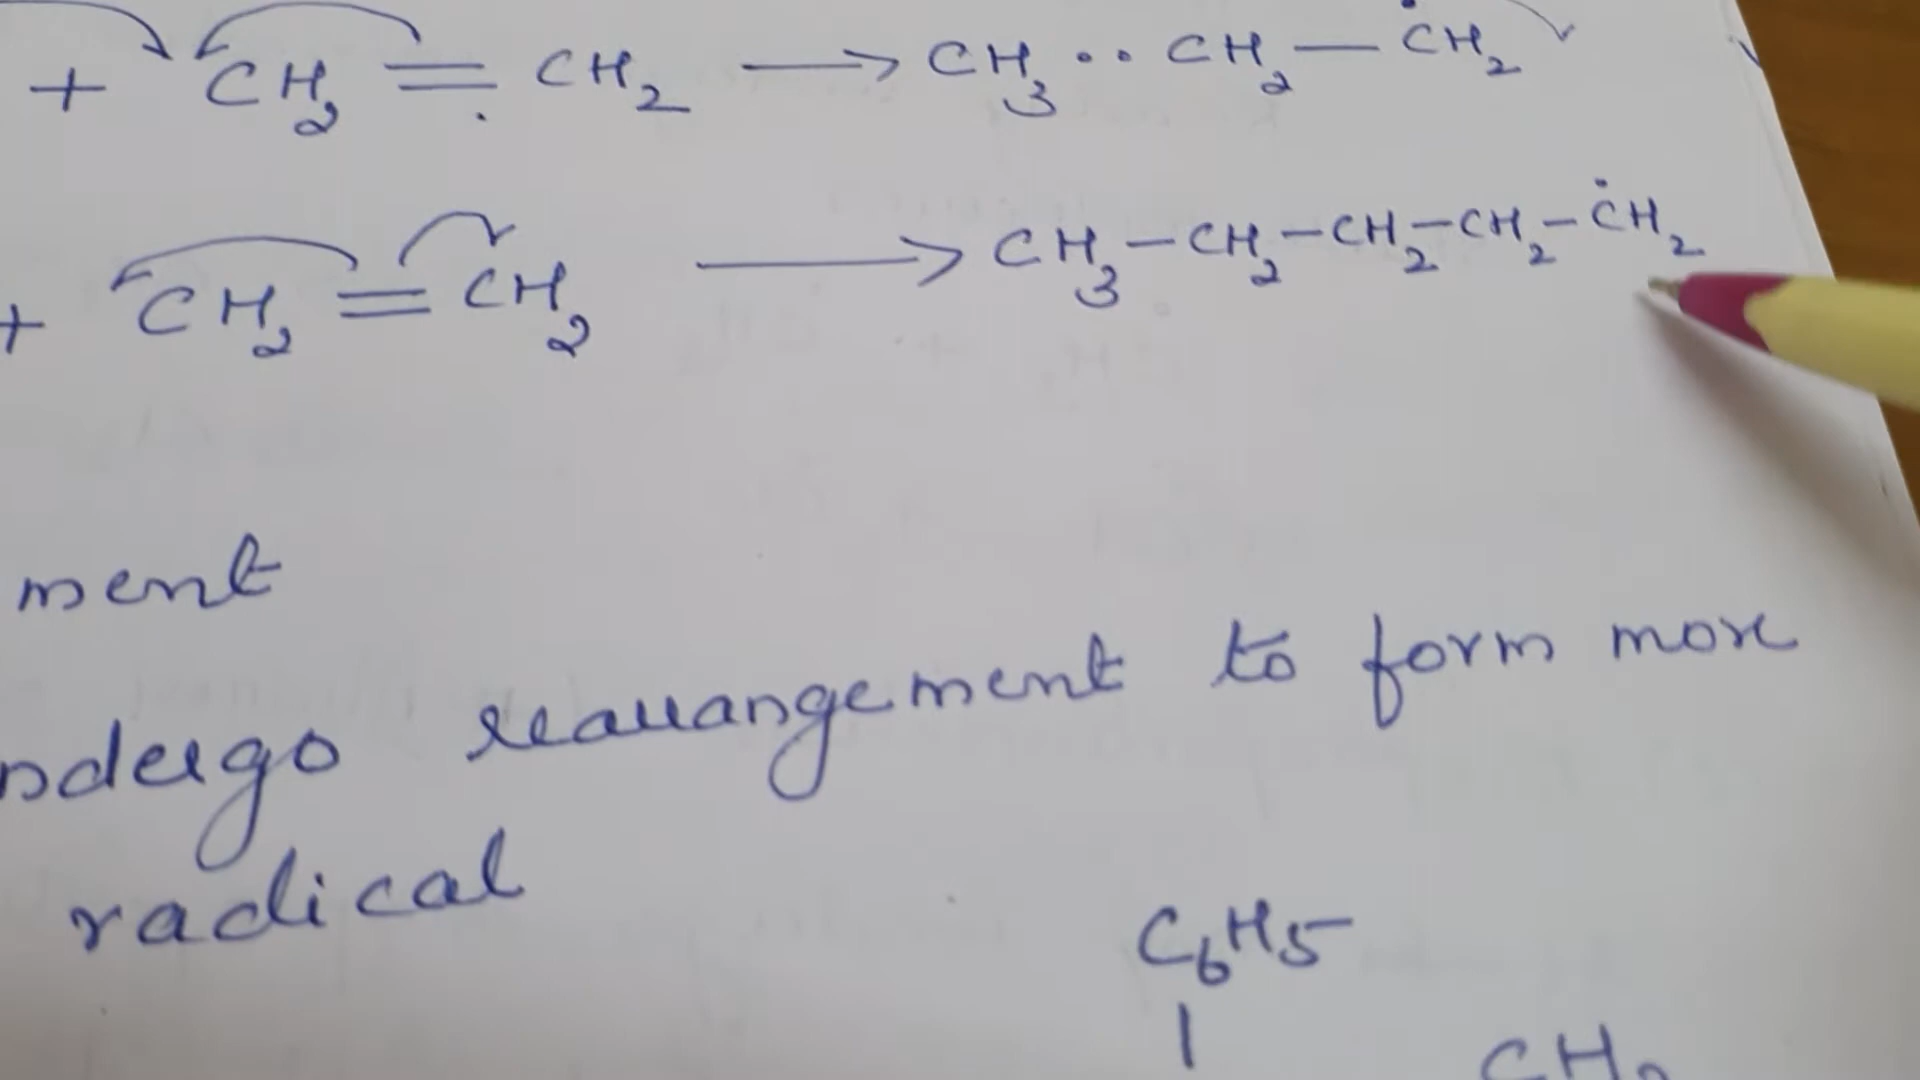 + CH₂ = CH₂ ⟶ CH₃ ·· CH₂ — ĊH₂
+ CH₂ = CH₂ ⟶ CH₃ — CH₂ — CH₂ — CH₂ — ĊH₂
ment
ndergo rearrangement to form more
radical
C₆H₅
|